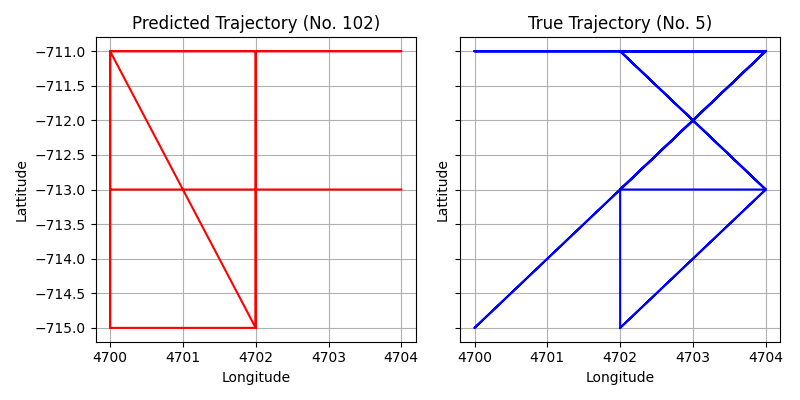 Predicted Trajectory (No. 102)
True Trajectory (No. 5)
−711.0
−711.5
−712.0
−712.5
−713.0
−713.5
−714.0
−714.5
−715.0
Lattitude
Lattitude
4700 4701 4702 4703 4704
4700 4701 4702 4703 4704
Longitude
Longitude